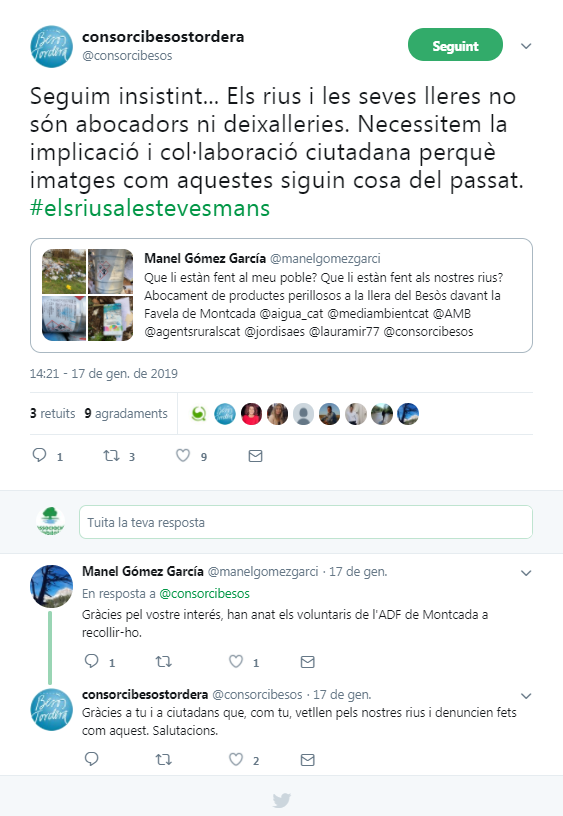 consorcibesostordera
@consorcibesos
Seguint
Seguim insistint... Els rius i les seves lleres no
són abocadors ni deixalleries. Necessitem la
implicació i col·laboració ciutadana perquè
imatges com aquestes siguin cosa del passat.
#elsriusalestevesmans
Manel Gómez García @manelgomezgarci
Que li estàn fent al meu poble? Que li estàn fent als nostres rius?
Abocament de productes perillosos a la llera del Besòs davant la
Favela de Montcada @aigua_cat @mediambientcat @AMB
@agentsruralscat @jordisaes @lauramir77 @consorcibesos
14:21 - 17 de gen. de 2019
3 retuits 9 agradaments
1 3 9
Tuita la teva resposta
Manel Gómez García @manelgomezgarci · 17 de gen.
En resposta a @consorcibesos
Gràcies pel vostre interés, han anat els voluntaris de l'ADF de Montcada a
recollir-ho.
1 1
consorcibesostordera @consorcibesos · 17 de gen.
Gràcies a tu i a ciutadans que, com tu, vetllen pels nostres rius i denuncien fets
com aquest. Salutacions.
2